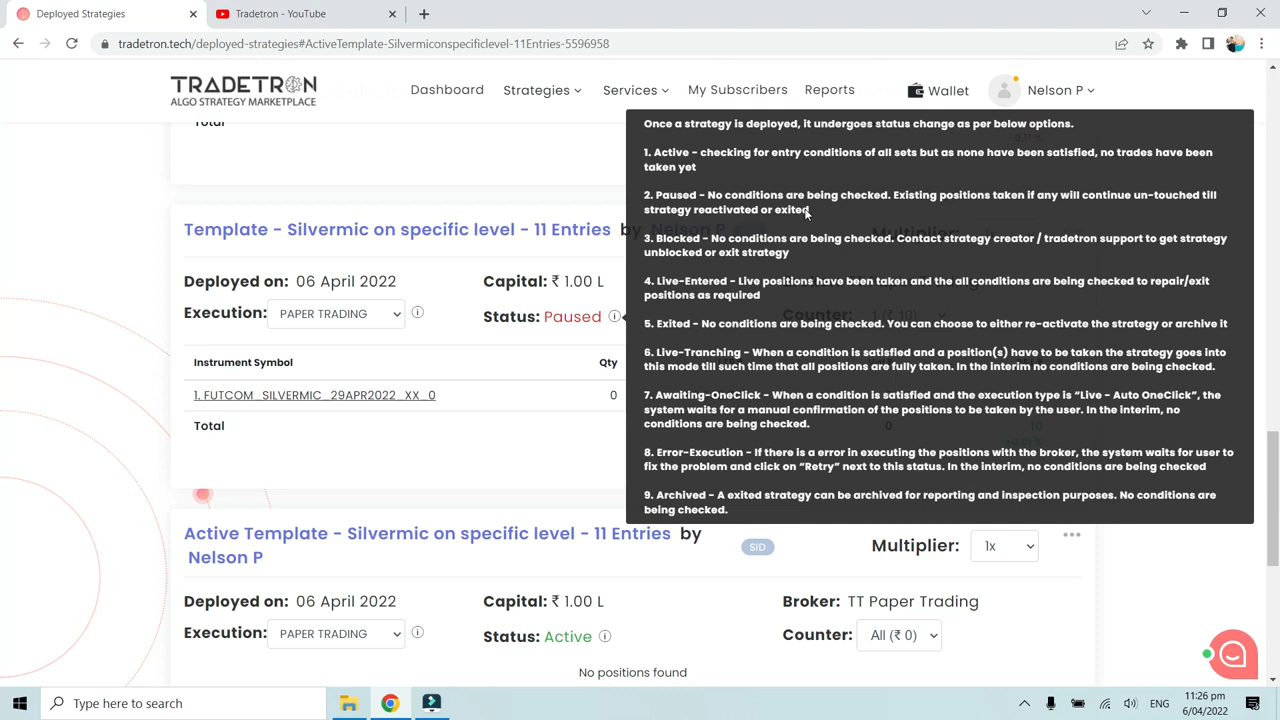 Deployed Strategies
Tradetron - YouTube
tradetron.tech/deployed-strategies#ActiveTemplate-Silvermiconspecificlevel-11Entries-5596958
TRADETRON
ALGO STRATEGY MARKETPLACE
Dashboard
Strategies
Services
My Subscribers
Reports
Wallet
Nelson P
Total
Once a strategy is deployed, it undergoes status change as per below options.
1. Active - checking for entry conditions of all sets but as none have been satisfied, no trades have been
taken yet
2. Paused - No conditions are being checked. Existing positions taken if any will continue un-touched till
strategy reactivated or exited
3. Blocked - No conditions are being checked. Contact strategy creator / tradetron support to get strategy
unblocked or exit strategy
4. Live-Entered - Live positions have been taken and the all conditions are being checked to repair/exit
positions as required
5. Exited - No conditions are being checked. You can choose to either re-activate the strategy or archive it
6. Live-Tranching - When a condition is satisfied and a position(s) have to be taken the strategy goes into
this mode till such time that all positions are fully taken. In the interim no conditions are being checked.
7. Awaiting-OneClick - When a condition is satisfied and the execution type is “Live - Auto OneClick”, the
system waits for a manual confirmation of the positions to be taken by the user. In the interim, no
conditions are being checked.
8. Error-Execution - If there is a error in executing the positions with the broker, the system waits for user to
fix the problem and click on “Retry” next to this status. In the interim, no conditions are being checked
9. Archived - A exited strategy can be archived for reporting and inspection purposes. No conditions are
being checked.
Template - Silvermic on specific level - 11 Entries by Nelson P
Multiplier:
Deployed on: 06 April 2022
Capital: ₹ 1.00 L
Execution: PAPER TRADING
Status: Paused
Counter: 1 (₹ 10)
Instrument Symbol
Qty
1. FUTCOM_SILVERMIC_29APR2022_XX_0
0
Total
0
10
Active Template - Silvermic on specific level - 11 Entries by
Nelson P
SID
Multiplier: 1x
Deployed on: 06 April 2022
Capital: ₹ 1.00 L
Broker: TT Paper Trading
Execution: PAPER TRADING
Status: Active
Counter: All (₹ 0)
No positions found
Type here to search
ENG
11:26 pm
6/04/2022